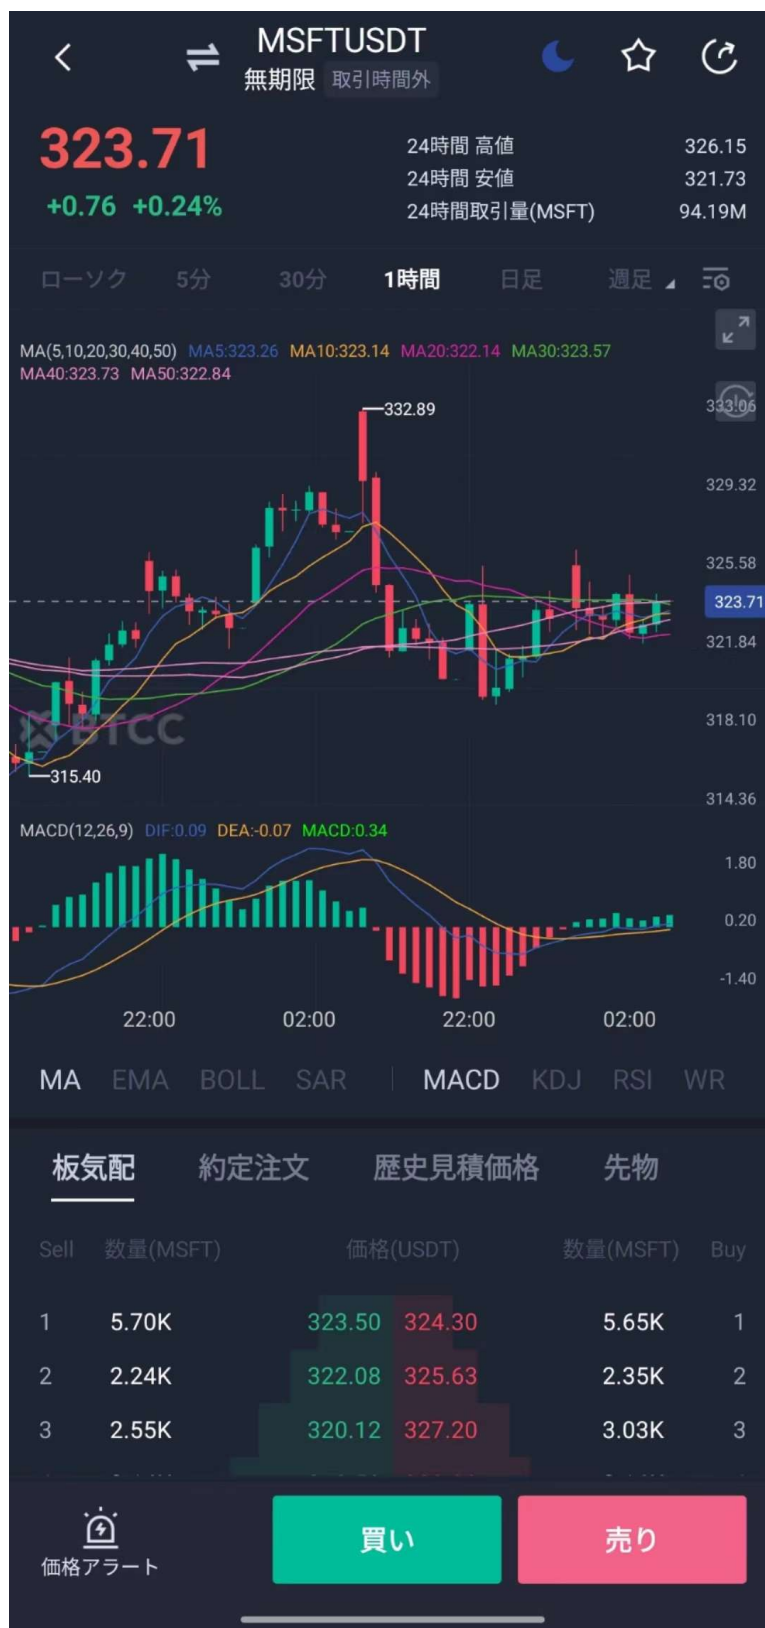 MSFTUSDT
無期限 取引時間外
323.71
+0.76 +0.24%
24時間 高値 326.15
24時間 安値 321.73
24時間取引量(MSFT) 94.19M
ローソク 5分 30分 1時間 日足 週足
MA(5,10,20,30,40,50) MA5:323.26 MA10:323.14 MA20:322.14 MA30:323.57
MA40:323.73 MA50:322.84
332.89
333.06
329.32
325.58
323.71
321.84
318.10
BTCC
315.40
314.36
MACD(12,26,9) DIF:0.09 DEA:-0.07 MACD:0.34
1.80
0.20
-1.40
22:00 02:00 22:00 02:00
MA EMA BOLL SAR MACD KDJ RSI WR
板気配 約定注文 歴史見積価格 先物
Sell 数量(MSFT) 価格(USDT) 数量(MSFT) Buy
1 5.70K 323.50 324.30 5.65K 1
2 2.24K 322.08 325.63 2.35K 2
3 2.55K 320.12 327.20 3.03K 3
価格アラート 買い 売り